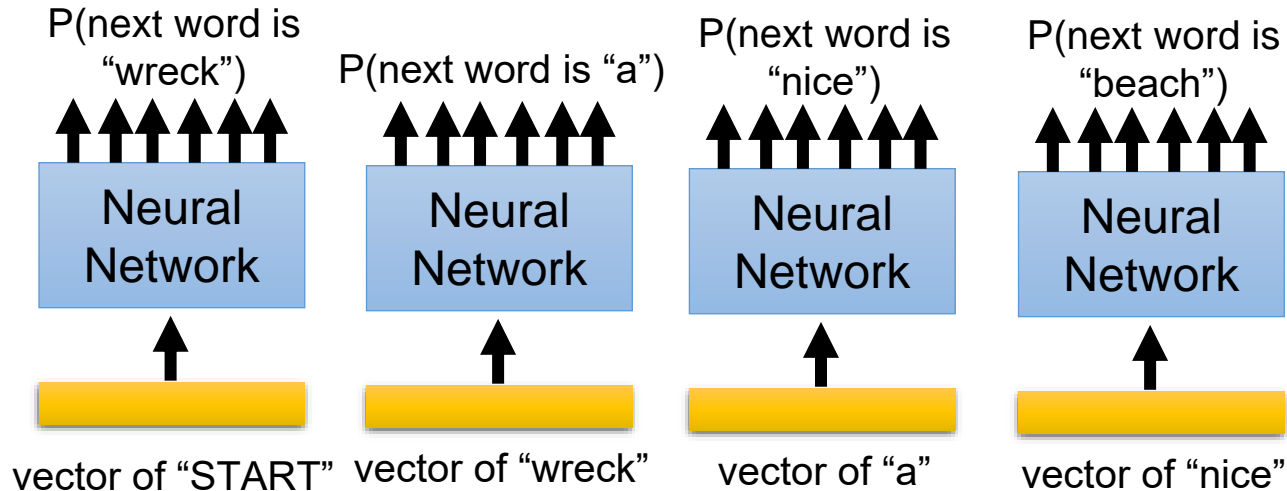 P(next word is
“wreck”)
P(next word is “a”)
P(next word is
“nice”)
P(next word is
“beach”)
Neural
Network
Neural
Network
Neural
Network
Neural
Network
vector of “START”
vector of “wreck”
vector of “a”
vector of “nice”